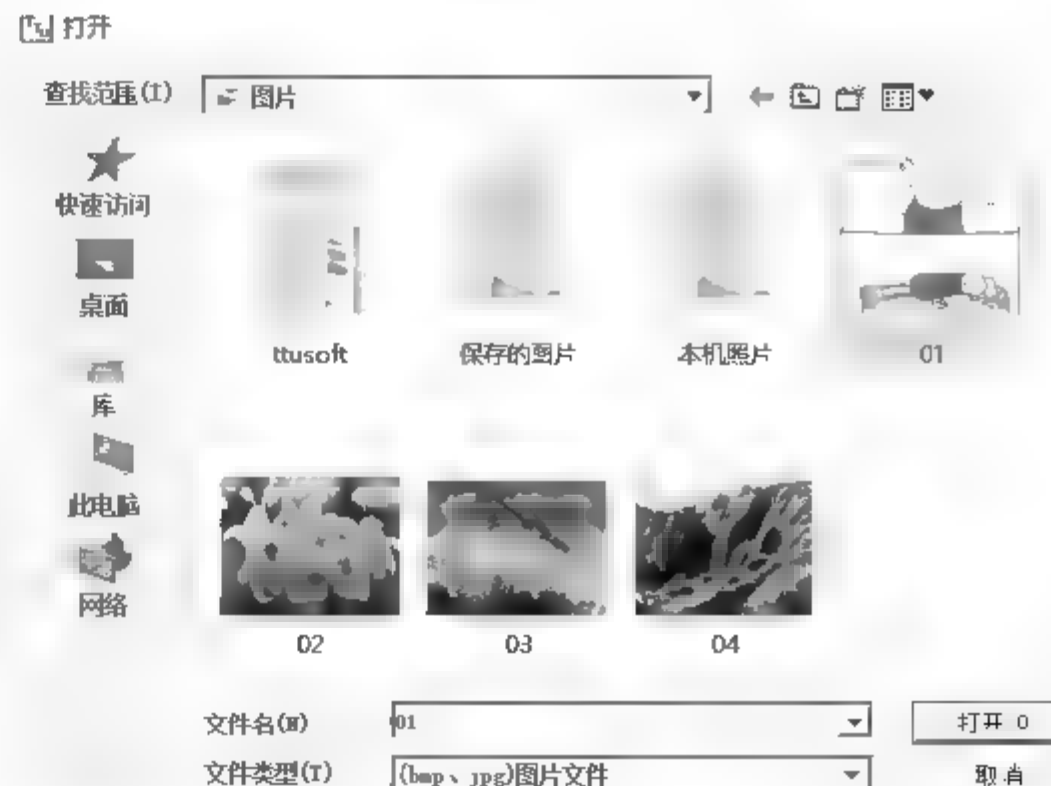 打开
查找范围(I)
图片
快速访问
桌面
库
此电脑
网络
ttusoft
保存的图片
本机照片
01
02
03
04
文件名(N)
01
打开 O
文件类型(T)
(bmp、jpg)图片文件
取消